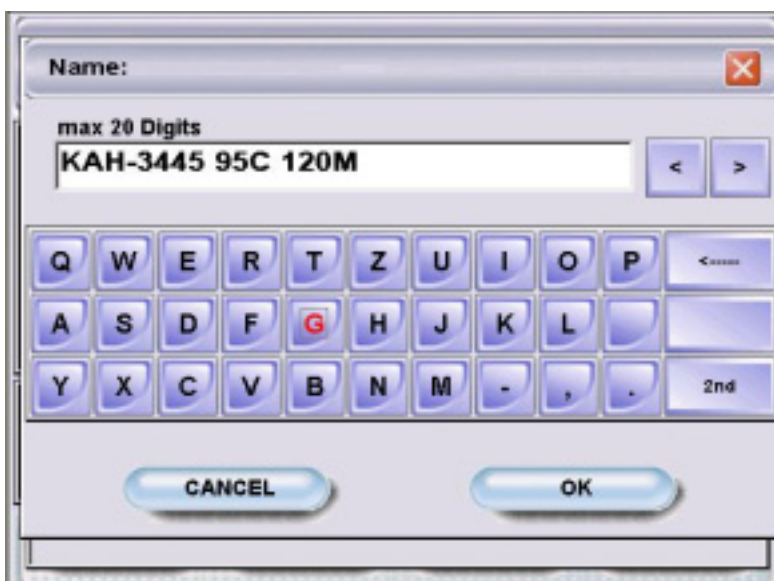 Name:
max 20 Digits
KAH-3445 95C 120M
< >
Q W E R T Z U I O P <-----
A S D F G H J K L
Y X C V B N M - , . 2nd
CANCEL OK